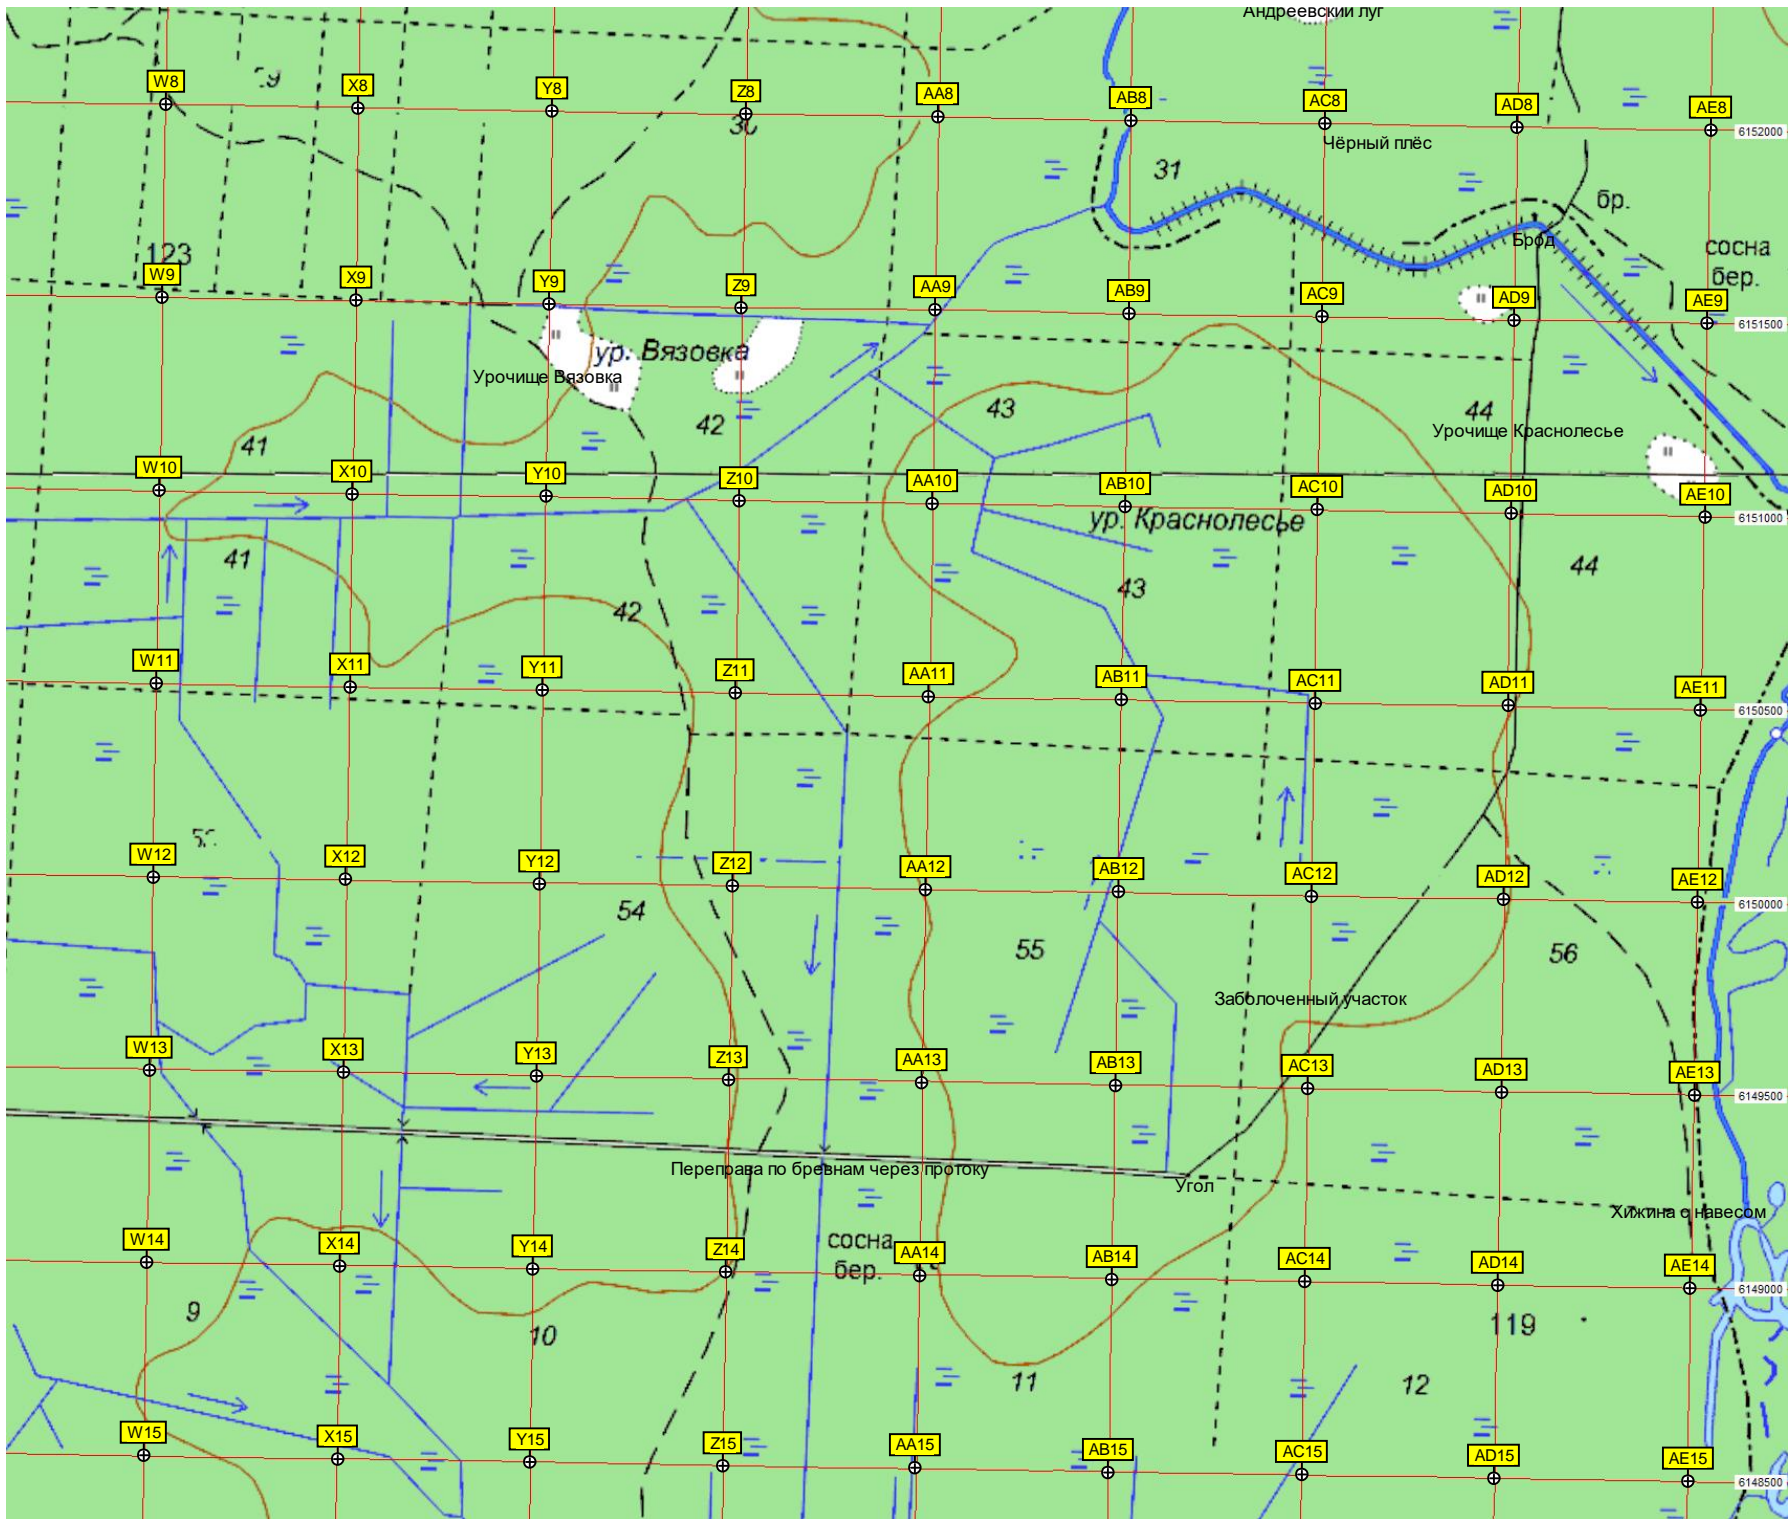 Андреевский луг
W8
X8
Y8
Z8
AA8
AB8
AC8
AD8
AE8
6152000
Чёрный плёс
31
бр.
Брод
сосна
бер.
123
W9
X9
Y9
Z9
AA9
AB9
AC9
AD9
AE9
6151500
ур. Вязовка
Урочище Вязовка
41
42
43
44
Урочище Краснолесье
W10
X10
Y10
Z10
AA10
AB10
AC10
AD10
AE10
6151000
ур. Краснолесье
41
42
43
44
W11
X11
Y11
Z11
AA11
AB11
AC11
AD11
AE11
6150500
W12
X12
Y12
Z12
AA12
AB12
AC12
AD12
AE12
6150000
54
55
56
Заболоченный участок
W13
X13
Y13
Z13
AA13
AB13
AC13
AD13
AE13
6149500
Переправа по бревнам через протоку
Угол
Хижина с навесом
сосна
бер.
W14
X14
Y14
Z14
AA14
AB14
AC14
AD14
AE14
6149000
9
10
11
119
12
W15
X15
Y15
Z15
AA15
AB15
AC15
AD15
AE15
6148500